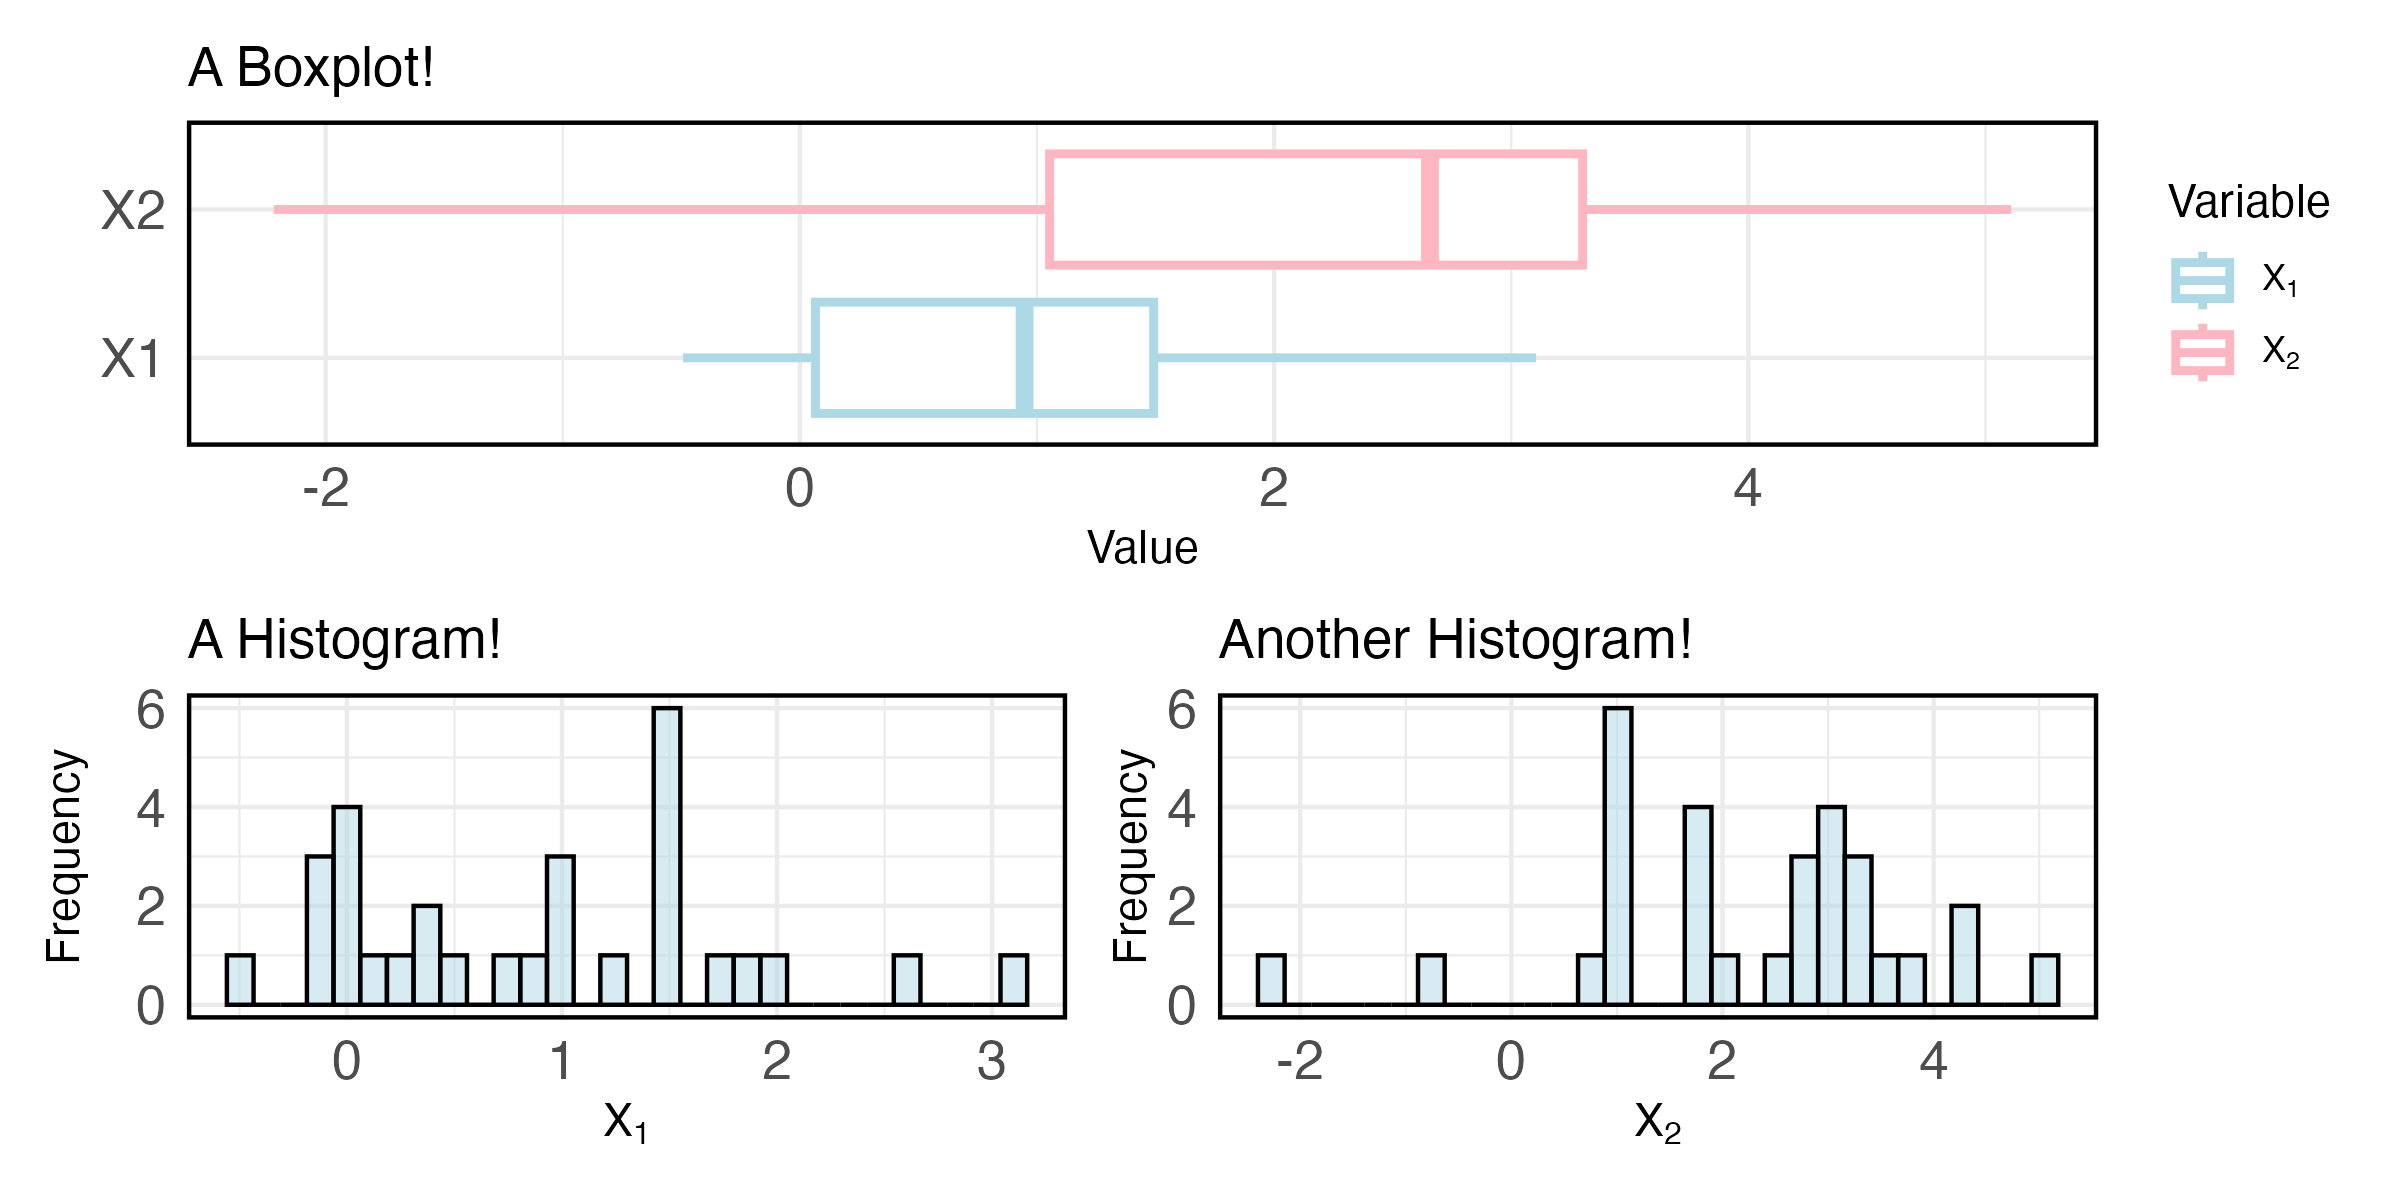 A Boxplot!
X2
X1
-2 0 2 4
Value
Variable
X₁
X₂
A Histogram!
6
4
2
0
Frequency
0 1 2 3
X₁
Another Histogram!
6
4
2
0
Frequency
-2 0 2 4
X₂